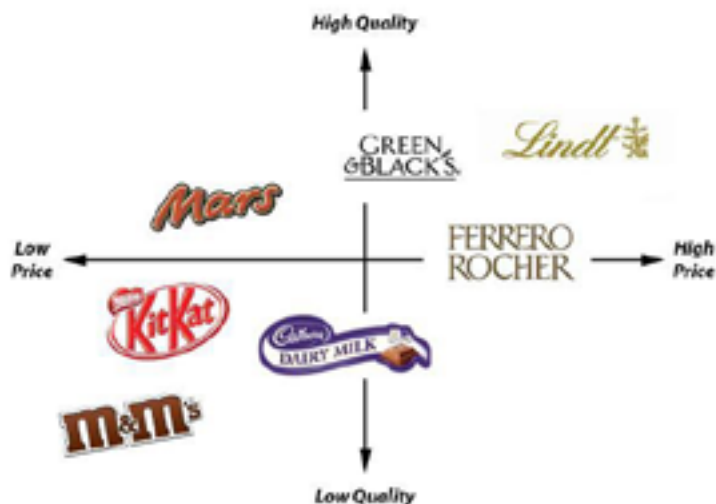 High Quality
GREEN
&BLACK'S
Lindt
Mars
Low
Price
FERRERO
ROCHER
High
Price
Nestlé
KitKat
Cadbury
DAIRY MILK
m&m's
Low Quality